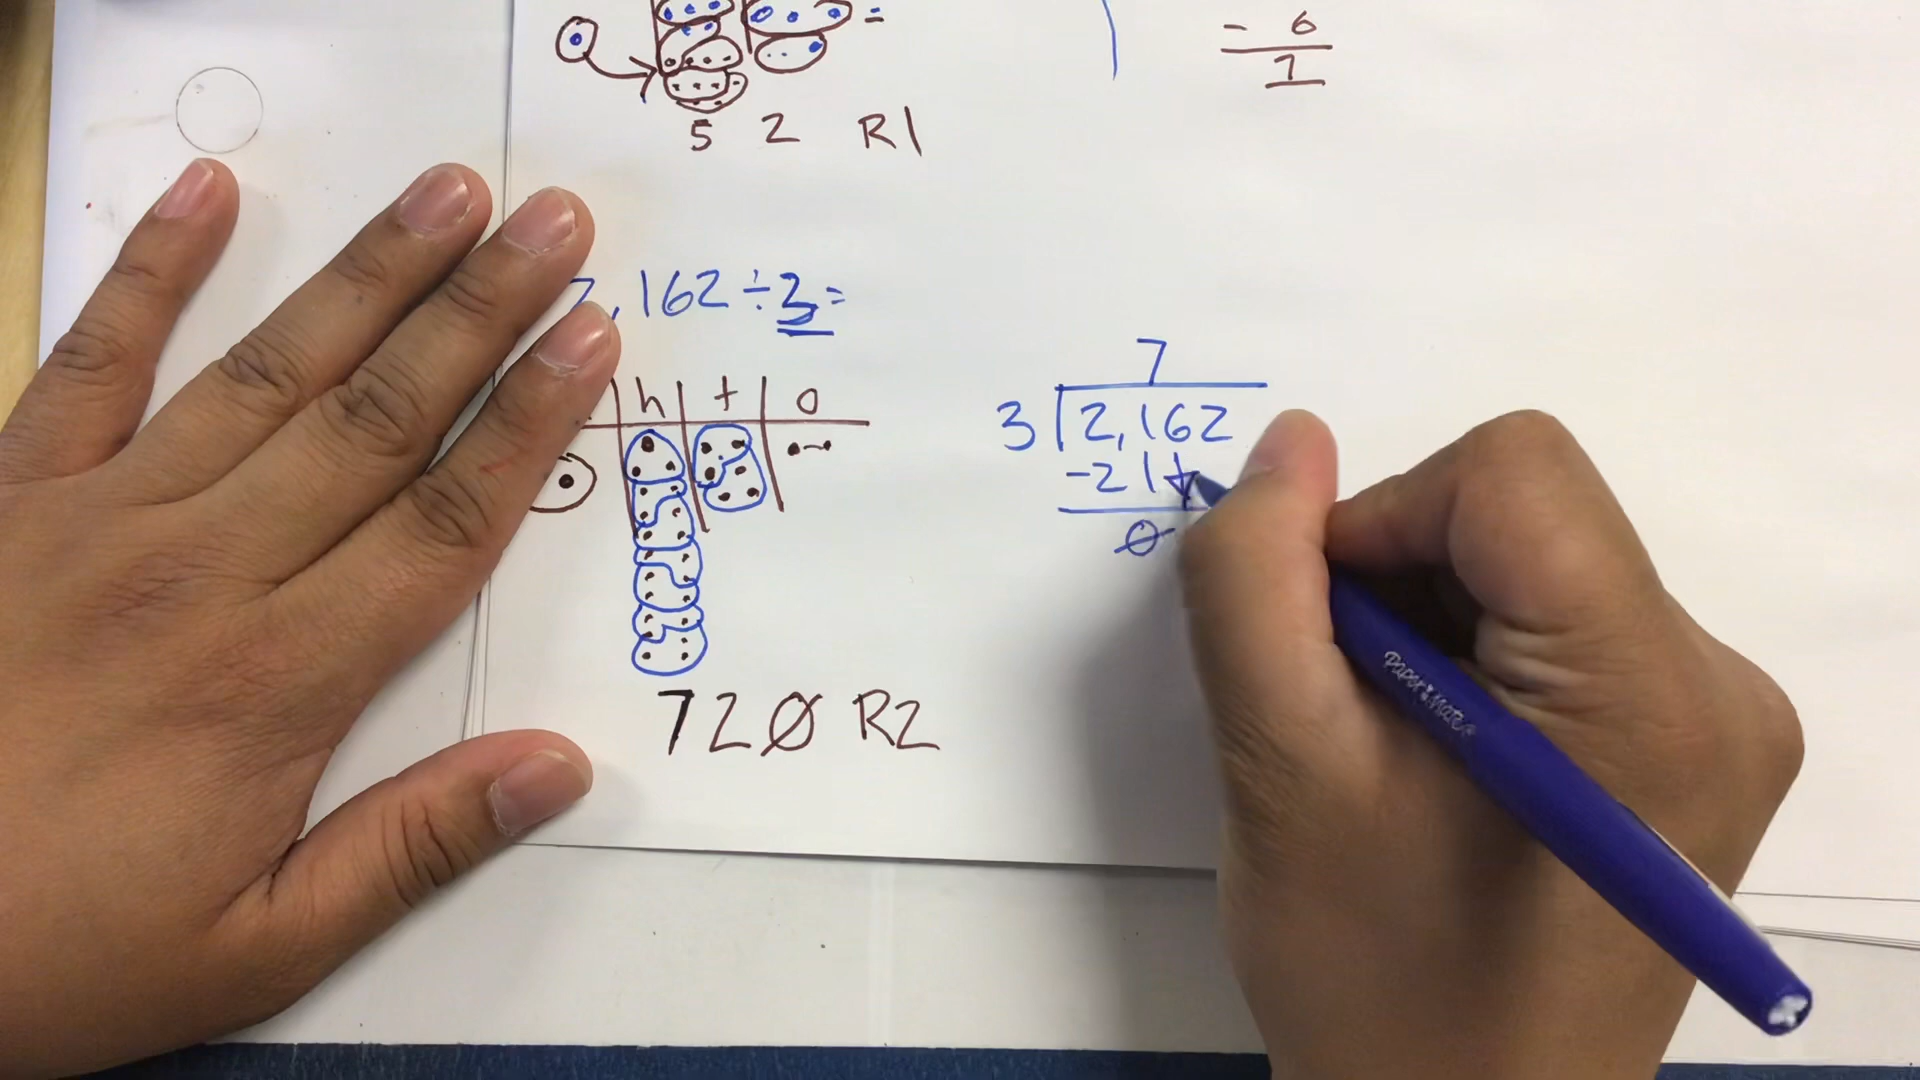 =
- 6
1
5 2 R1
2,162 ÷ 3 =
h t o
720 R2
7
3 2,162
-21
0
Paper:Mate